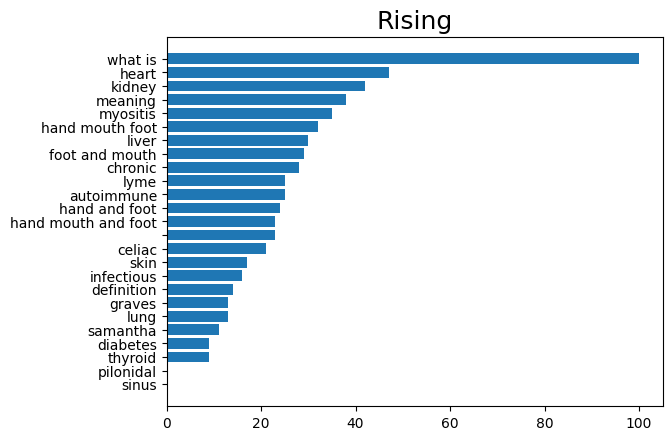 Rising
what is
heart
kidney
meaning
myositis
hand mouth foot
liver
foot and mouth
chronic
lyme
autoimmune
hand and foot
hand mouth and foot
celiac
skin
infectious
definition
graves
lung
samantha
diabetes
thyroid
pilonidal
sinus
0 20 40 60 80 100